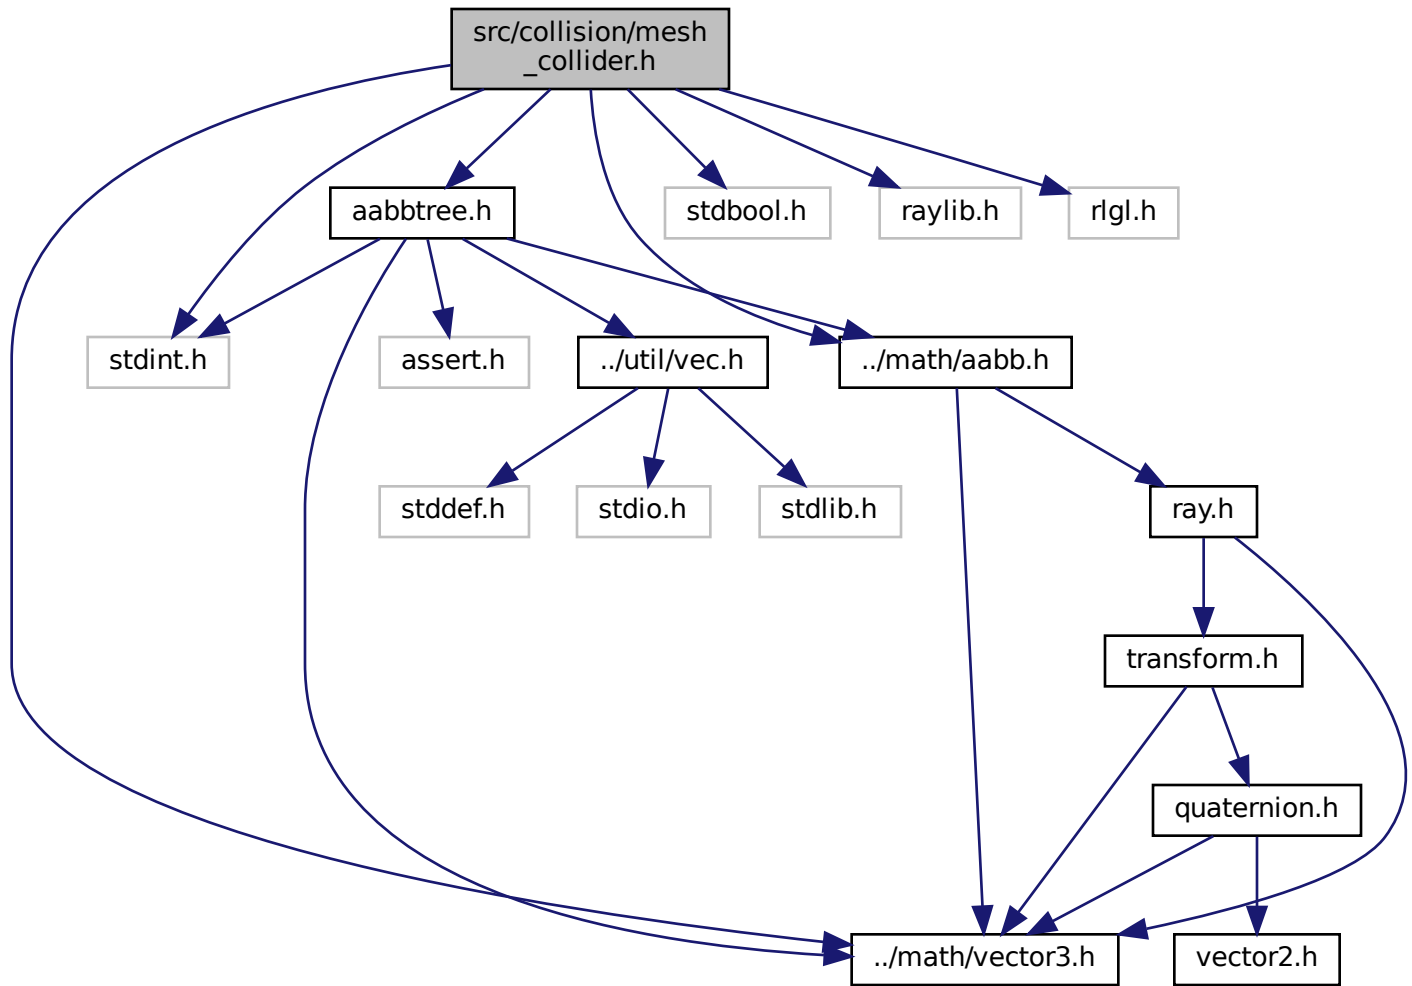 src/collision/mesh
_collider.h
aabbtree.h
stdbool.h
raylib.h
rlgl.h
stdint.h
assert.h
../util/vec.h
../math/aabb.h
stddef.h
stdio.h
stdlib.h
ray.h
transform.h
quaternion.h
../math/vector3.h
vector2.h